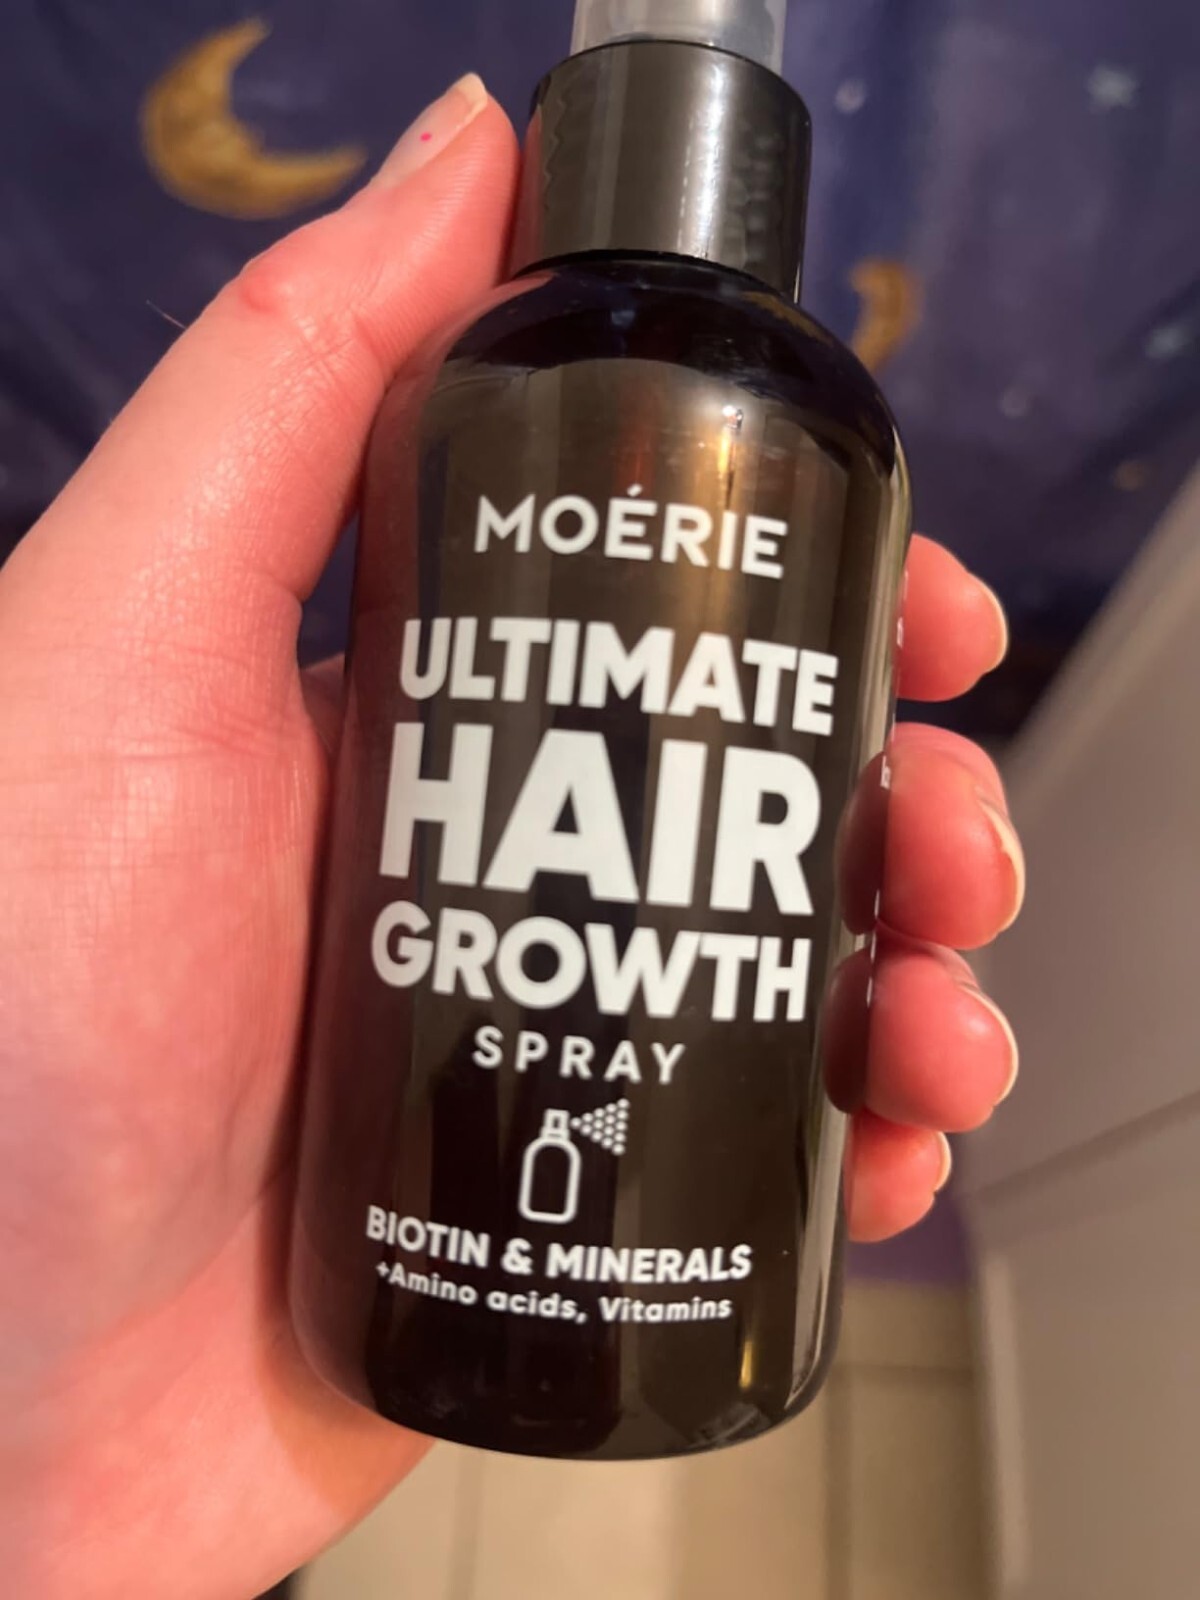 MOÉRIE
ULTIMATE
HAIR
GROWTH
SPRAY
BIOTIN & MINERALS
+Amino acids, Vitamins